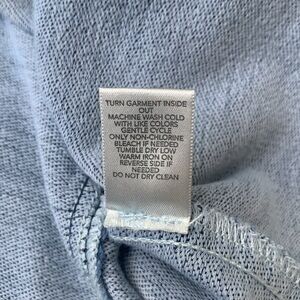 TURN GARMENT INSIDE
OUT
MACHINE WASH COLD
WITH LIKE COLORS
GENTLE CYCLE
ONLY NON-CHLORINE
BLEACH IF NEEDED
TUMBLE DRY LOW
WARM IRON ON
REVERSE SIDE IF
NEEDED
DO NOT DRY CLEAN